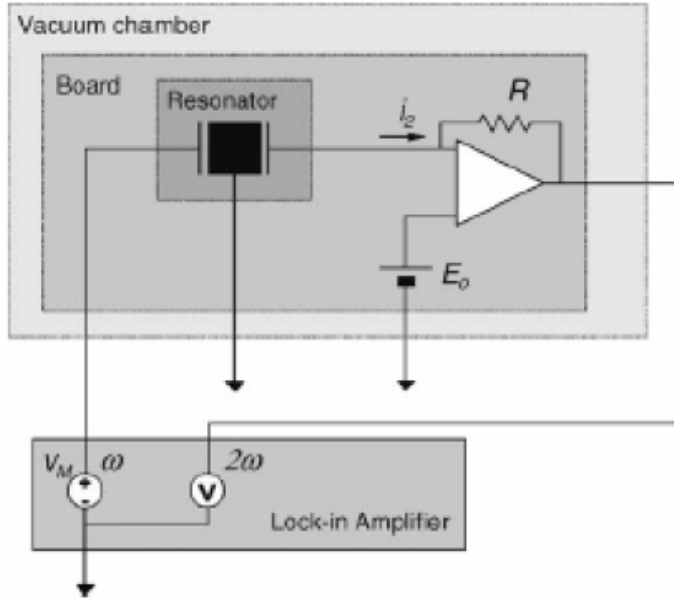 Vacuum chamber
Board
Resonator
i2
R
Eo
VM ω
+
-
2ω
V
Lock-in Amplifier